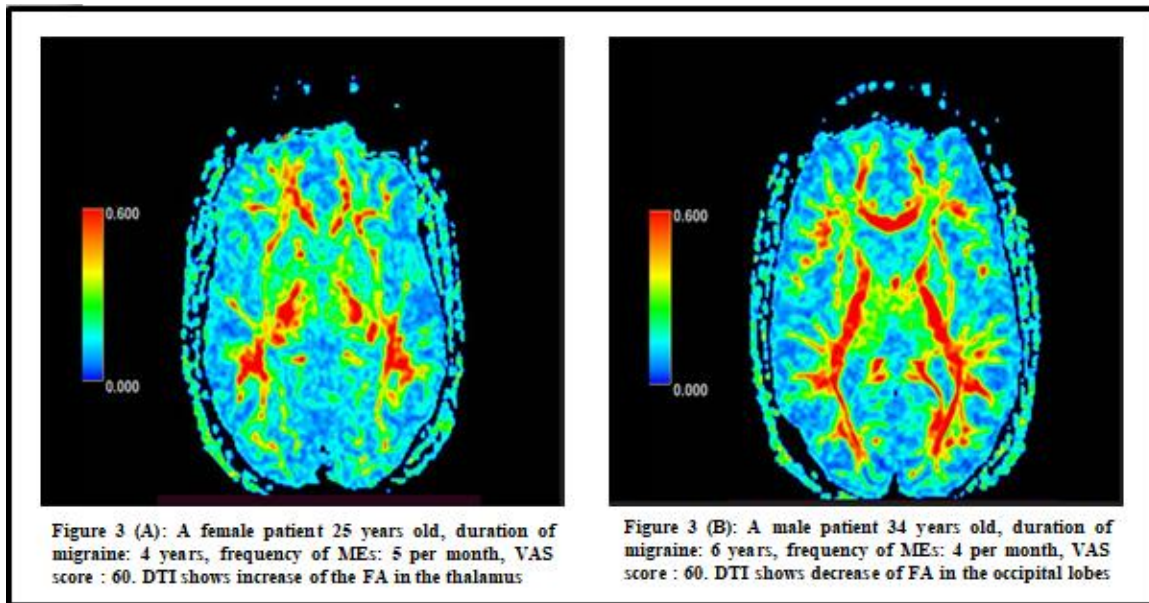 0.600
0.000
0.600
0.000
Figure 3 (A): A female patient 25 years old, duration of
migraine: 4 years, frequency of MEs: 5 per month, VAS
score : 60. DTI shows increase of the FA in the thalamus
Figure 3 (B): A male patient 34 years old, duration of
migraine: 6 years, frequency of MEs: 4 per month, VAS
score : 60. DTI shows decrease of FA in the occipital lobes